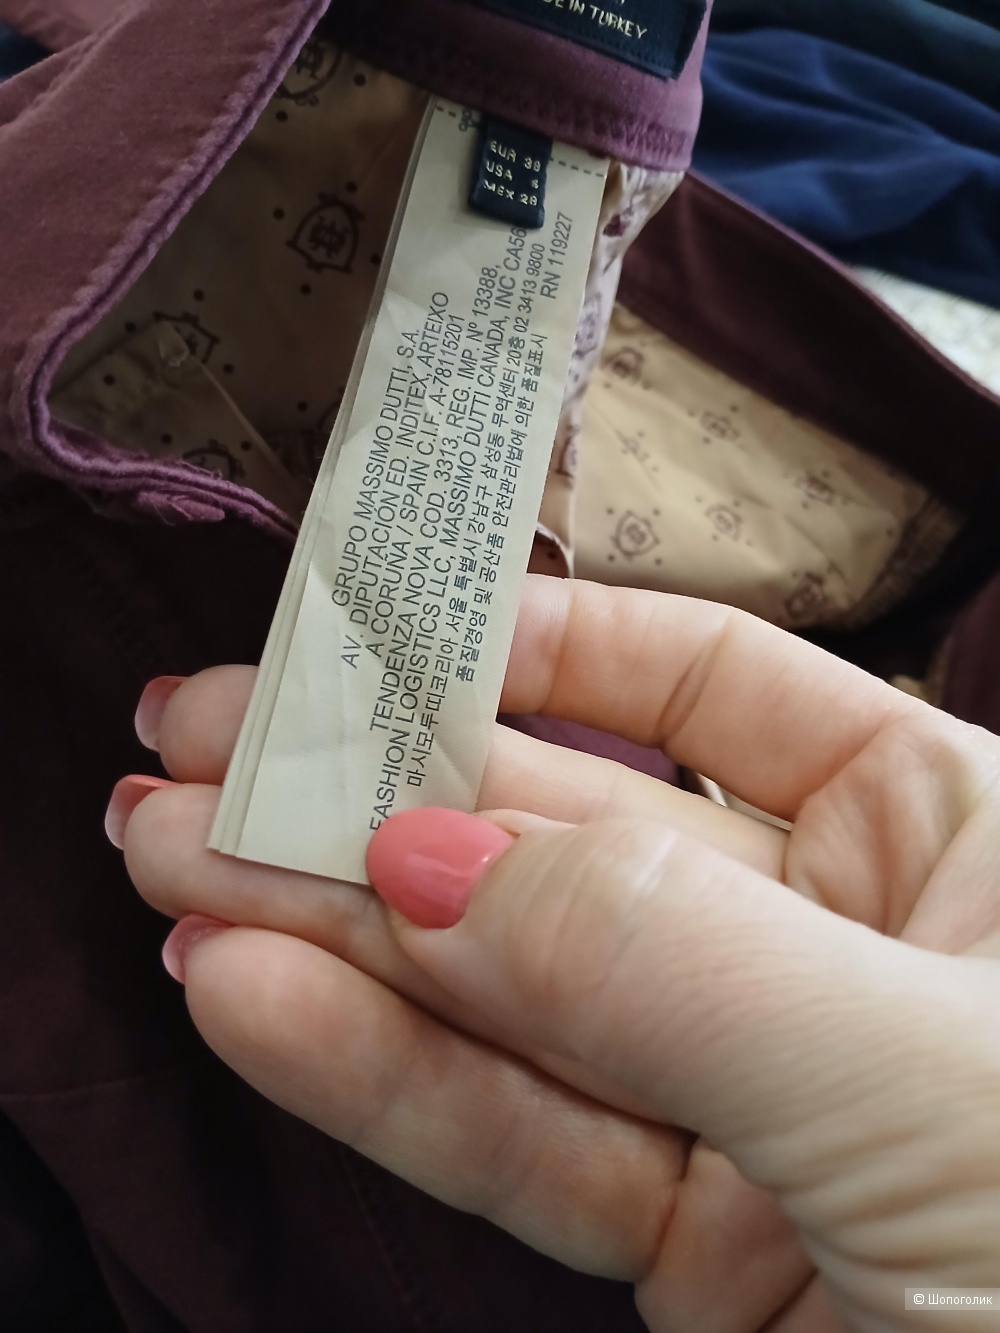 E IN TURKEY
EUR 38
USA 6
MEX 28
GRUPO MASSIMO DUTTI, S.A.
AV. DIPUTACIÓN ED. INDITEX, ARTEIXO
A CORUÑA / SPAIN C.I.F. A-78115201
TENDENZA NOVA COD. 3313, REG. IMP. Nº 13388,
FASHION LOGISTICS LLC, MASSIMO DUTTI CANADA, INC CA56
마시모두띠코리아 서울 특별시 강남구 삼성동 무역센터 20층 02 3413 9800
품질경영 및 공산품 안전관리법에 의한 품질표시 RN 119227
© Шопоголик